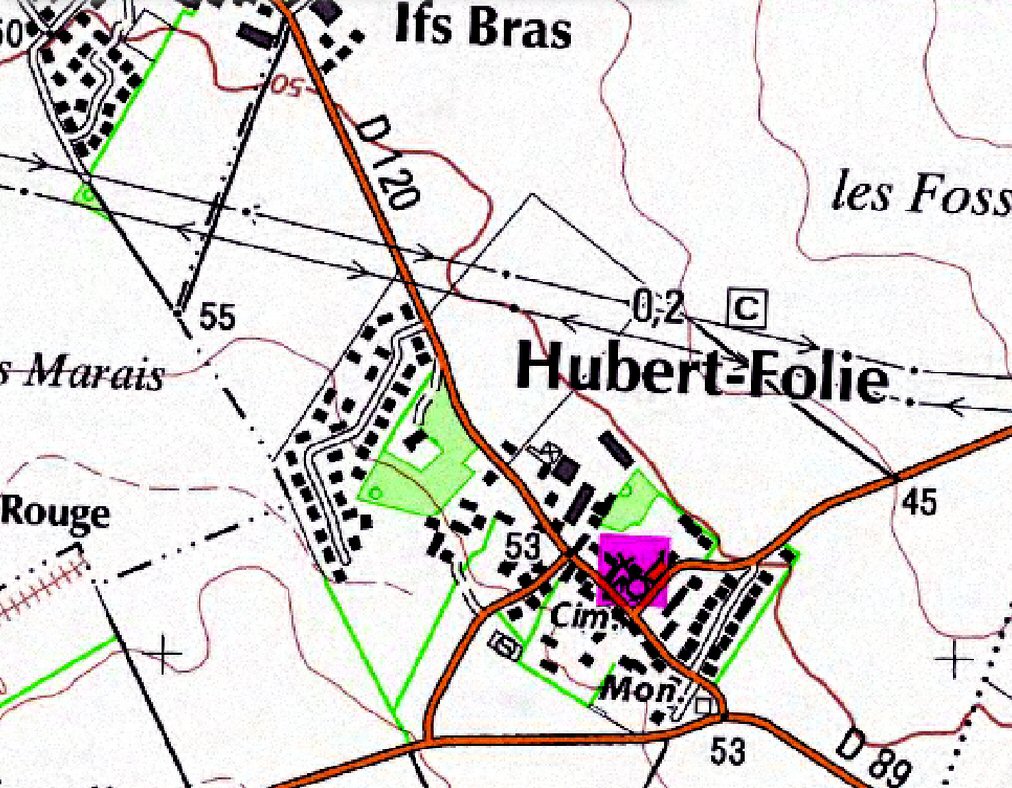 Ifs Bras
50
50
D 120
les Foss
55
0,2
C
Hubert-Folie
s Marais
45
Rouge
53
Cim.
Mon.
53
D 89